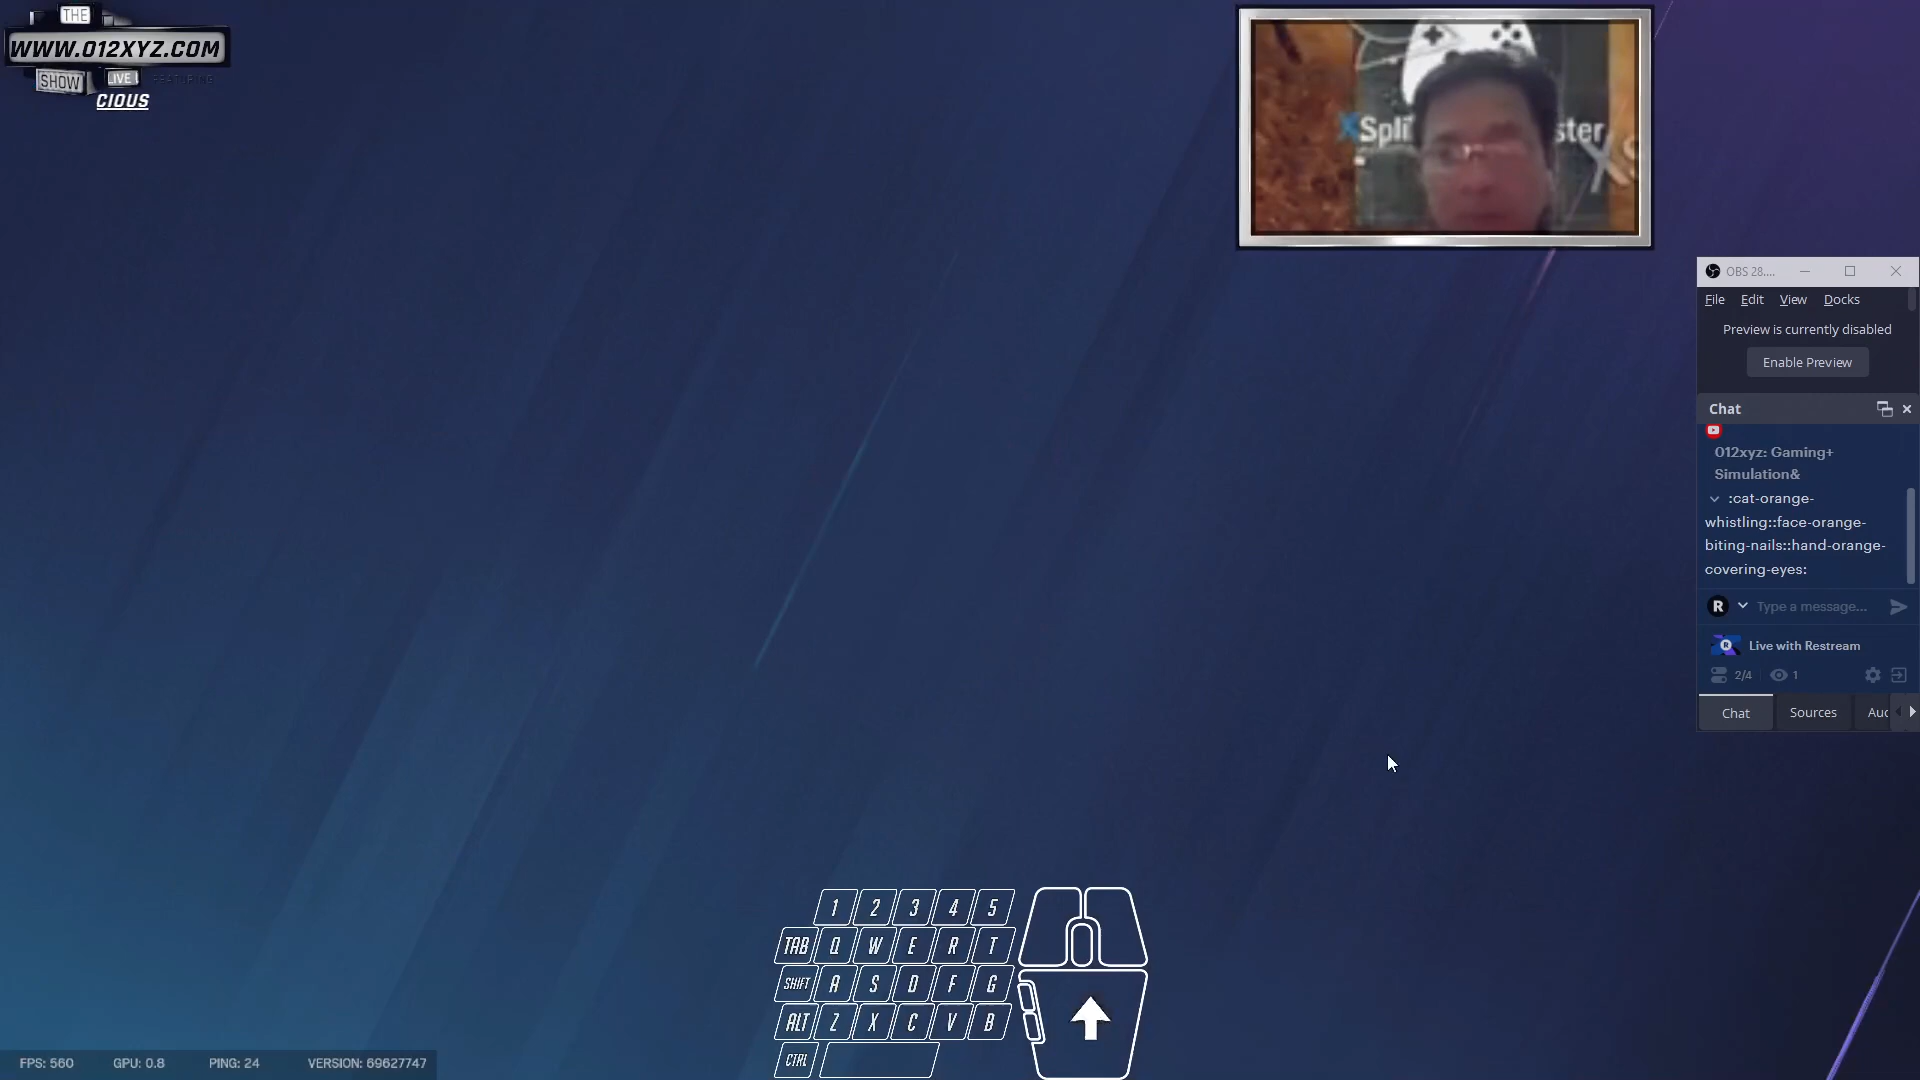 THE
WWW.012XYZ.COM
SHOW
LIVE
FEATURING
CIOUS
XSpli
ster
OBS 28....
File Edit View Docks
Preview is currently disabled
Enable Preview
Chat
012xyz: Gaming+
Simulation&
:cat-orange-
whistling::face-orange-
biting-nails::hand-orange-
covering-eyes:
R
Type a message...
R
Live with Restream
2/4
1
Chat Sources Auc
1 2 3 4 5
TAB Q W E R T
SHIFT A S D F G
ALT Z X C V B
CTRL
FPS: 560 GPU: 0.8 PING: 24 VERSION: 69627747